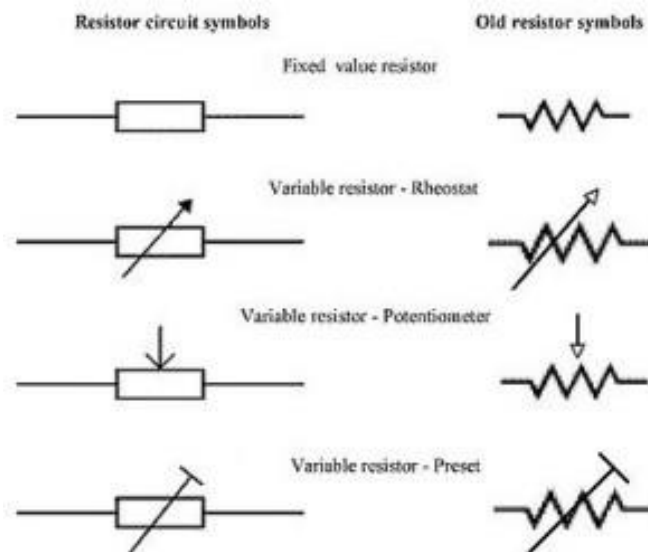 Resistor circuit symbols
Old resistor symbols
Fixed value resistor
Variable resistor - Rheostat
Variable resistor - Potentiometer
Variable resistor - Preset